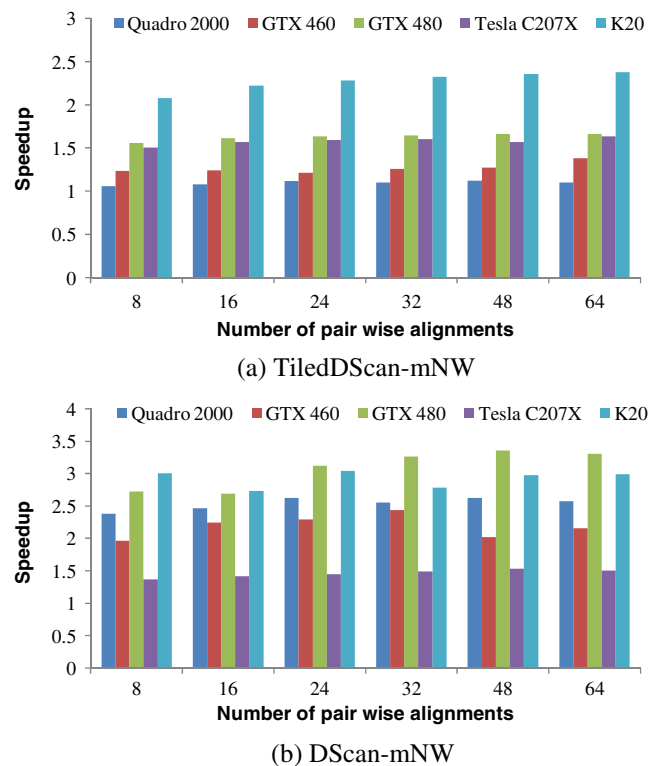 3
Quadro 2000 GTX 460 GTX 480 Tesla C207X K20
2.5
2
1.5
1
0.5
0
Speedup
8 16 24 32 48 64
Number of pair wise alignments
(a) TiledDScan-mNW
4
Quadro 2000 GTX 460 GTX 480 Tesla C207X K20
3.5
3
2.5
2
1.5
1
0.5
0
Speedup
8 16 24 32 48 64
Number of pair wise alignments
(b) DScan-mNW